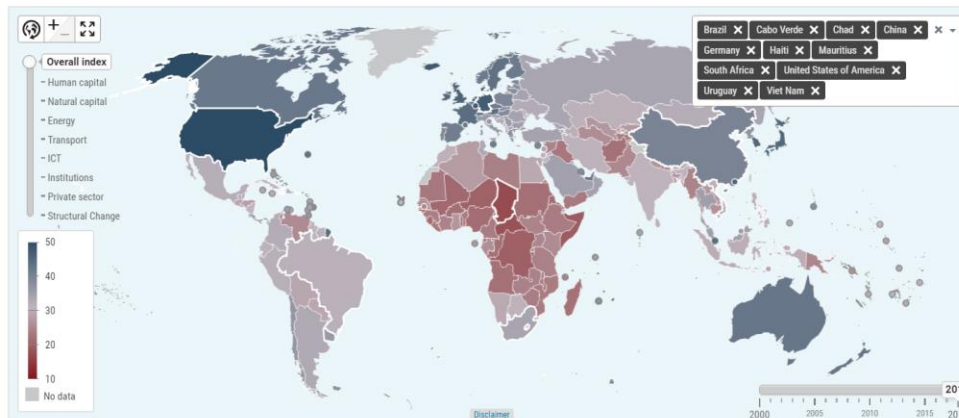 + –
Overall index
Human capital
Natural capital
Energy
Transport
ICT
Institutions
Private sector
Structural Change
50
40
30
20
10
No data
Brazil ✕ Cabo Verde ✕ Chad ✕ China ✕ ✕
Germany ✕ Haiti ✕ Mauritius ✕
South Africa ✕ United States of America ✕
Uruguay ✕ Viet Nam ✕
201
2000 2005 2010 2015 20
Disclaimer